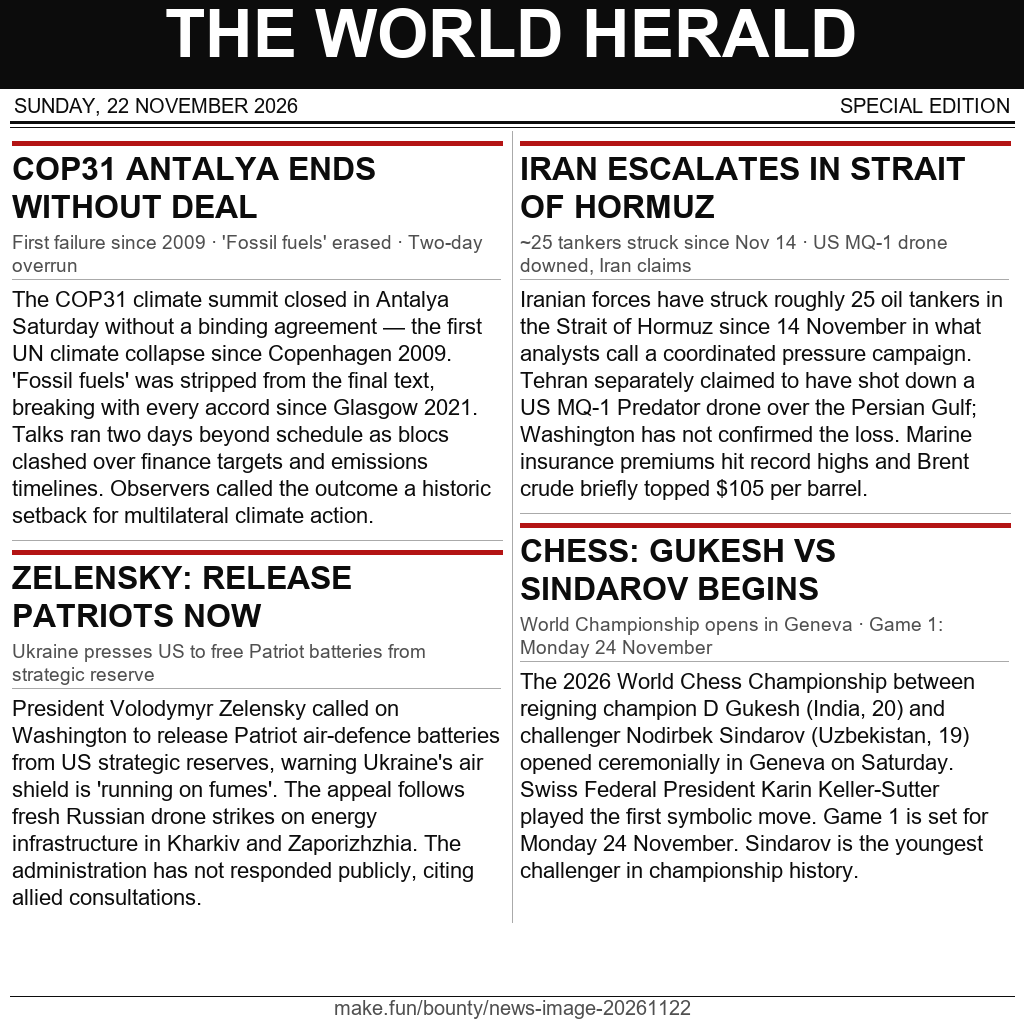 THE WORLD HERALD
SUNDAY, 22 NOVEMBER 2026
SPECIAL EDITION
COP31 ANTALYA ENDS
WITHOUT DEAL
First failure since 2009 · 'Fossil fuels' erased · Two-day
overrun
The COP31 climate summit closed in Antalya
Saturday without a binding agreement — the first
UN climate collapse since Copenhagen 2009.
'Fossil fuels' was stripped from the final text,
breaking with every accord since Glasgow 2021.
Talks ran two days beyond schedule as blocs
clashed over finance targets and emissions
timelines. Observers called the outcome a historic
setback for multilateral climate action.
ZELENSKY: RELEASE
PATRIOTS NOW
Ukraine presses US to free Patriot batteries from
strategic reserve
President Volodymyr Zelensky called on
Washington to release Patriot air-defence batteries
from US strategic reserves, warning Ukraine's air
shield is 'running on fumes'. The appeal follows
fresh Russian drone strikes on energy
infrastructure in Kharkiv and Zaporizhzhia. The
administration has not responded publicly, citing
allied consultations.
IRAN ESCALATES IN STRAIT
OF HORMUZ
~25 tankers struck since Nov 14 · US MQ-1 drone
downed, Iran claims
Iranian forces have struck roughly 25 oil tankers in
the Strait of Hormuz since 14 November in what
analysts call a coordinated pressure campaign.
Tehran separately claimed to have shot down a
US MQ-1 Predator drone over the Persian Gulf;
Washington has not confirmed the loss. Marine
insurance premiums hit record highs and Brent
crude briefly topped $105 per barrel.
CHESS: GUKESH VS
SINDAROV BEGINS
World Championship opens in Geneva · Game 1:
Monday 24 November
The 2026 World Chess Championship between
reigning champion D Gukesh (India, 20) and
challenger Nodirbek Sindarov (Uzbekistan, 19)
opened ceremonially in Geneva on Saturday.
Swiss Federal President Karin Keller-Sutter
played the first symbolic move. Game 1 is set for
Monday 24 November. Sindarov is the youngest
challenger in championship history.
make.fun/bounty/news-image-20261122